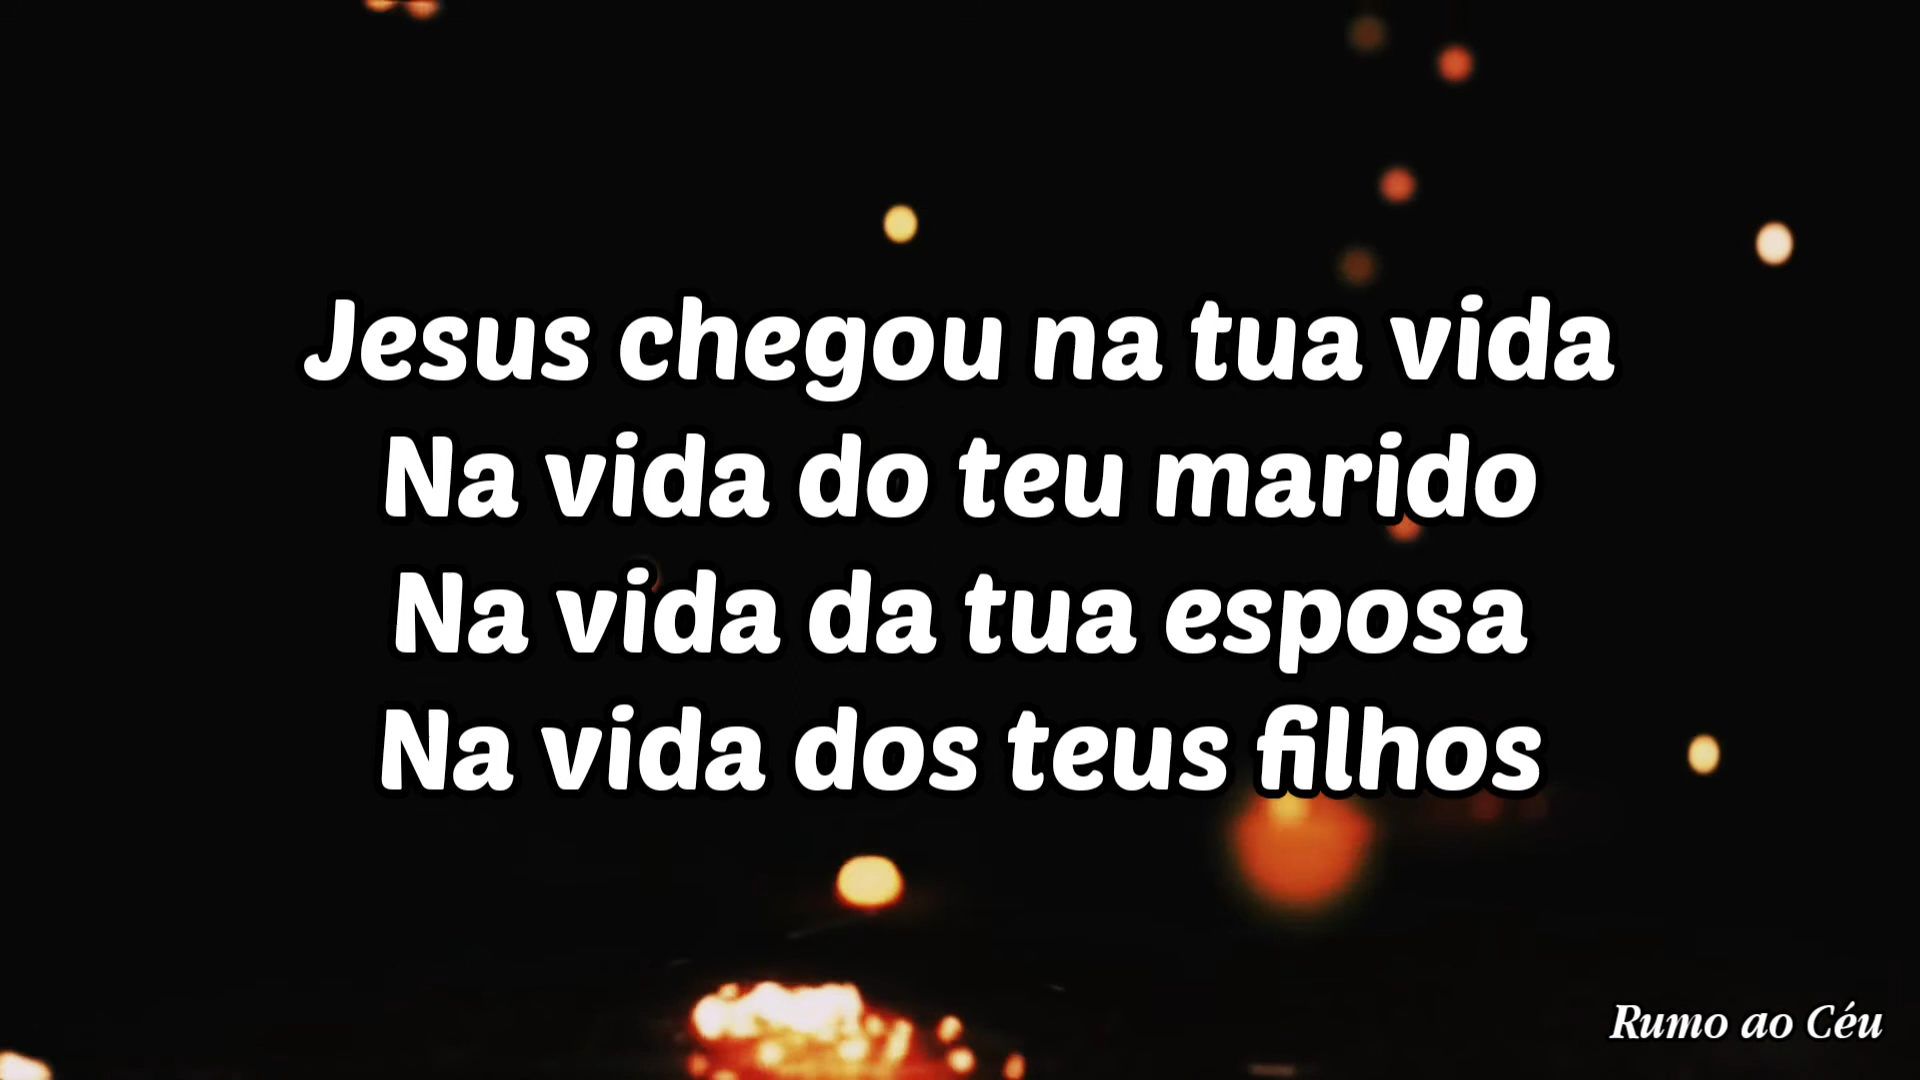 Jesus chegou na tua vida
Na vida do teu marido
Na vida da tua esposa
Na vida dos teus filhos
Rumo ao Céu